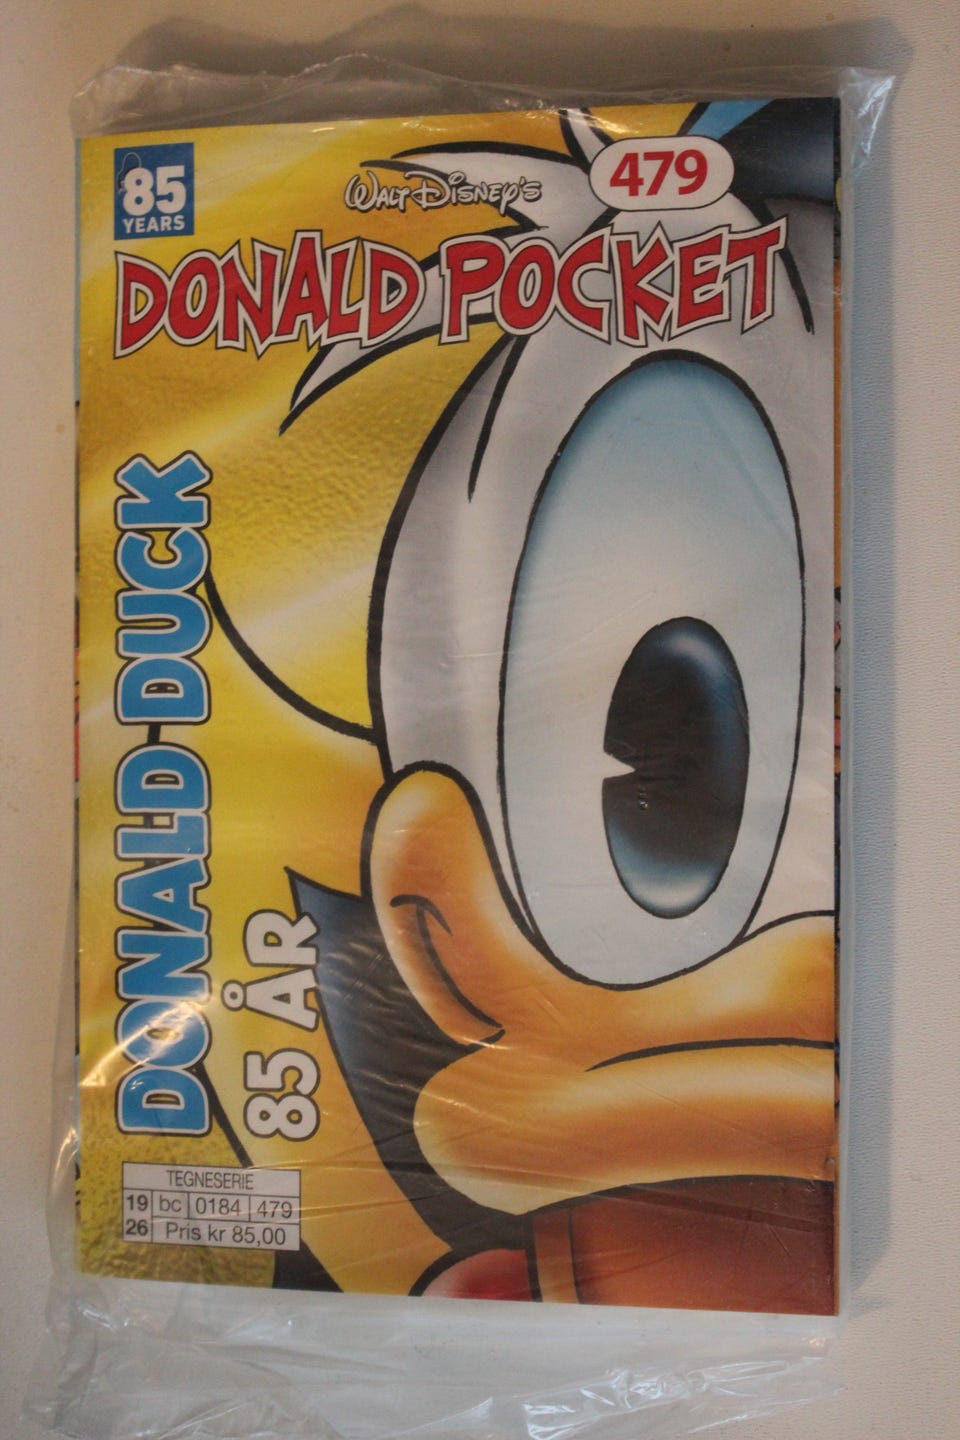 85
YEARS
WALT DISNEY'S
479
DONALD POCKET
DONALD DUCK
85 ÅR
TEGNESERIE
19 bc 0184 479
26 Pris kr 85,00